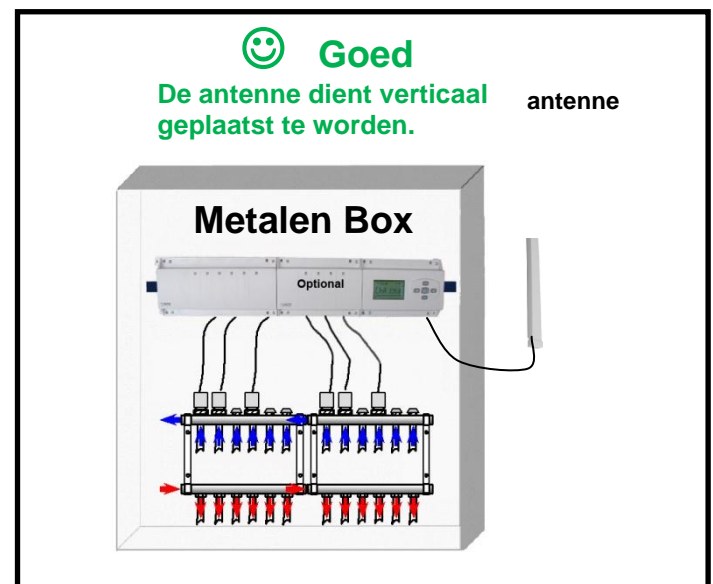 ☺ Goed
De antenne dient verticaal
geplaatst te worden.
antenne
Metalen Box
Optional